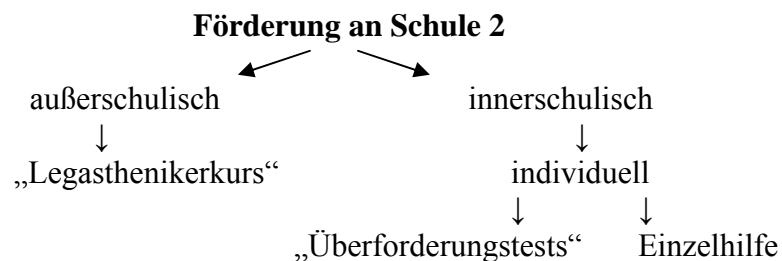 Förderung an Schule 2
außerschulisch innerschulisch
„Legasthenikerkurs“ individuell
„Überforderungstests“ Einzelhilfe